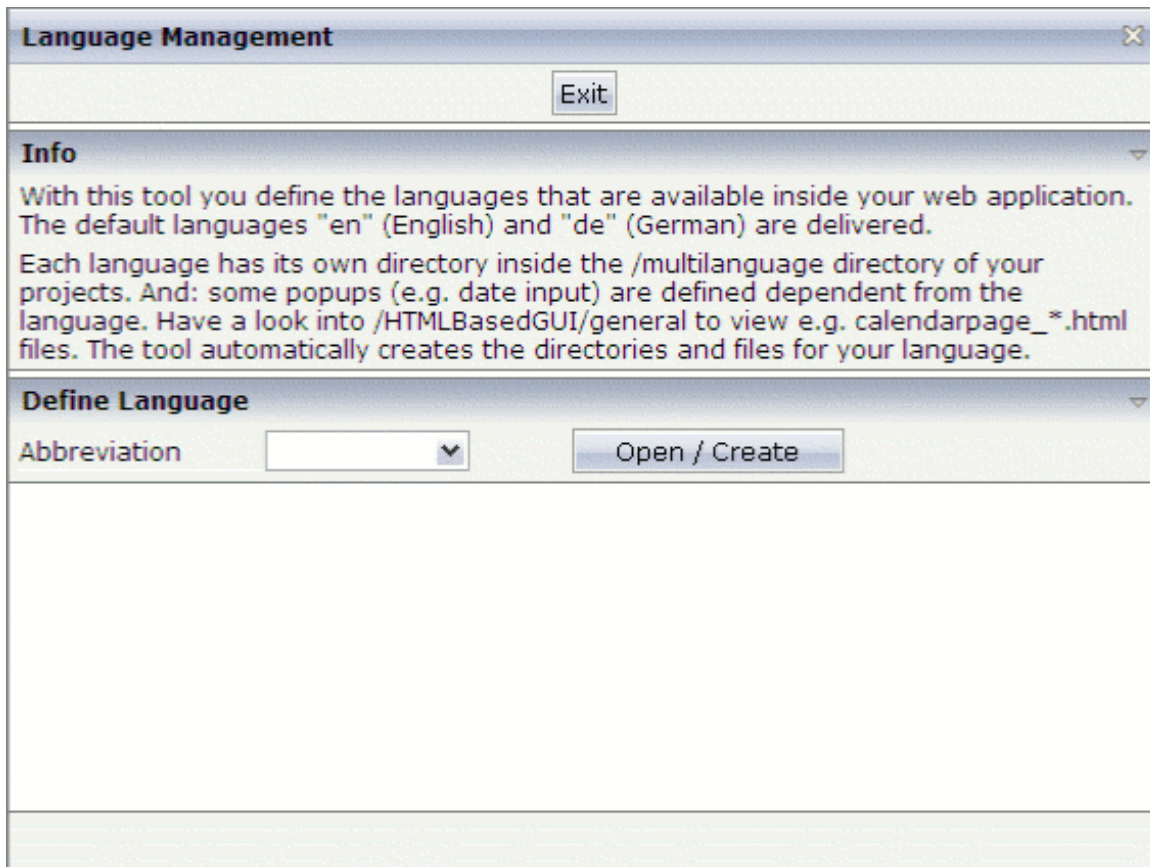 Language Management
Exit
Info
With this tool you define the languages that are available inside your web application.
The default languages "en" (English) and "de" (German) are delivered.
Each language has its own directory inside the /multilanguage directory of your
projects. And: some popups (e.g. date input) are defined dependent from the
language. Have a look into /HTMLBasedGUI/general to view e.g. calendarpage_*.html
files. The tool automatically creates the directories and files for your language.
Define Language
Abbreviation
Open / Create